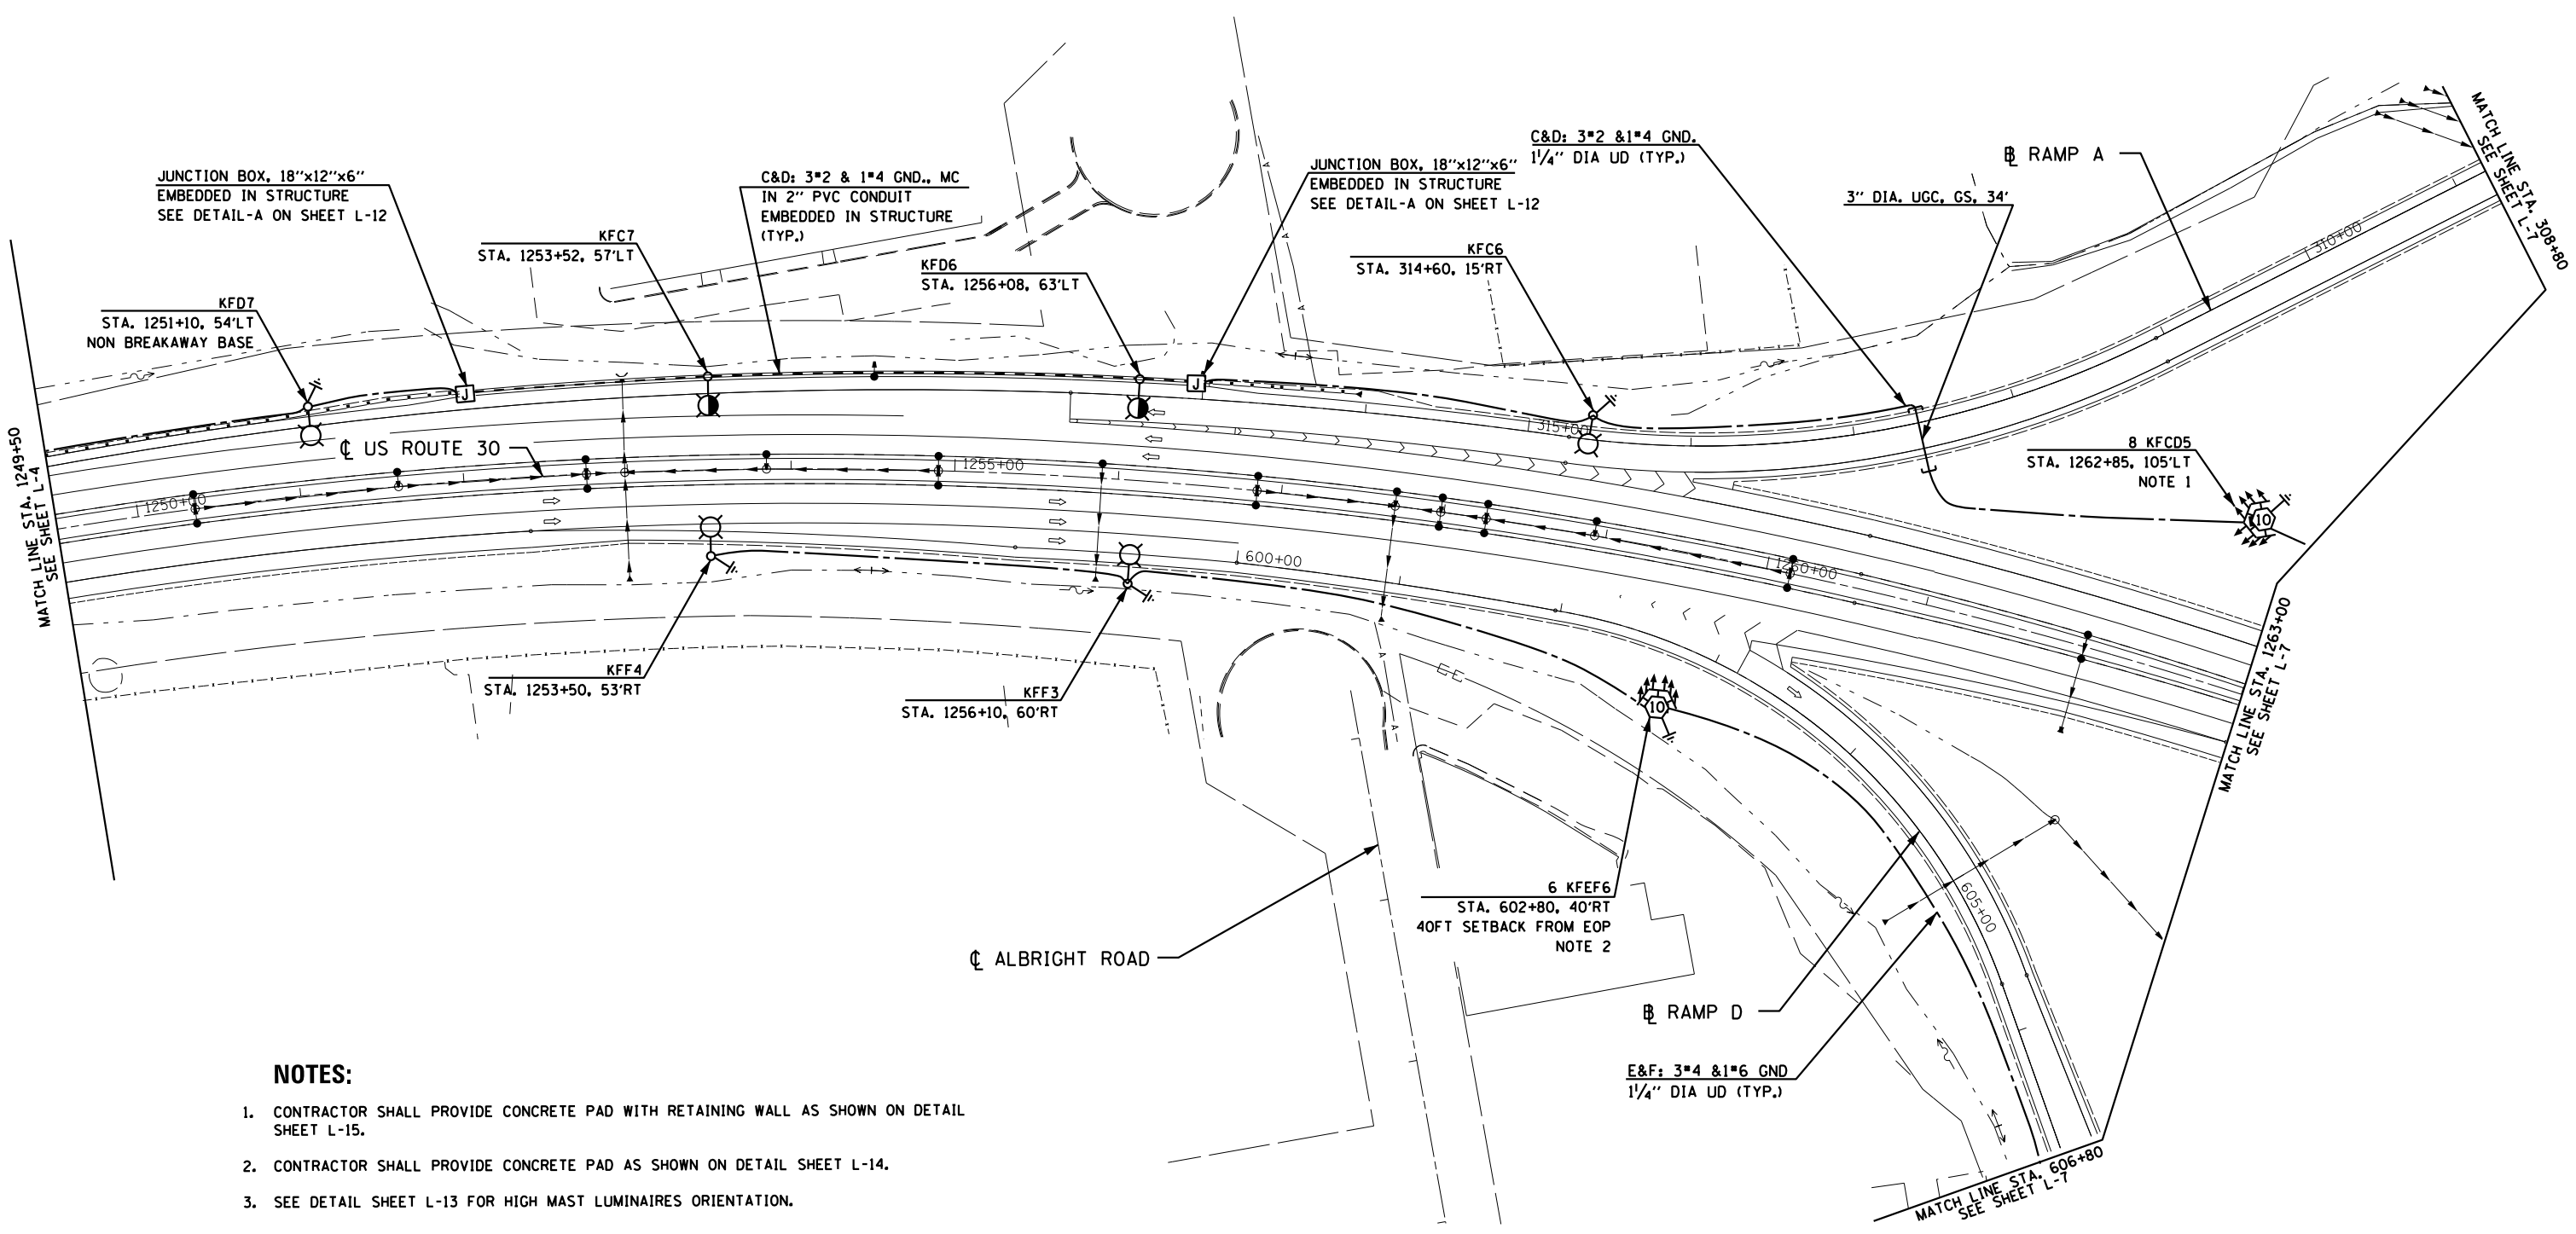 JUNCTION BOX, 18"x12"x6"
EMBEDDED IN STRUCTURE
SEE DETAIL-A ON SHEET L-12
C&D: 3#2 & 1#4 GND., MC
IN 2" PVC CONDUIT
EMBEDDED IN STRUCTURE
(TYP.)
JUNCTION BOX, 18"x12"x6"
EMBEDDED IN STRUCTURE
SEE DETAIL-A ON SHEET L-12
C&D: 3#2 &1#4 GND.
1 1/4" DIA UD (TYP.)
3" DIA. UGC, GS, 34'
℄ RAMP A
MATCH LINE STA. 308+80
SEE SHEET L-7
310+00
KFD7
STA. 1251+10, 54'LT
NON BREAKAWAY BASE
KFC7
STA. 1253+52, 57'LT
KFD6
STA. 1256+08, 63'LT
KFC6
STA. 314+60, 15'RT
8 KFCD5
STA. 1262+85, 105'LT
NOTE 1
J
J
10
MATCH LINE STA. 1249+50
SEE SHEET L-4
℄ US ROUTE 30
1250+00
1255+00
315+00
600+00
1260+00
A
A
A
A
E-E
MATCH LINE STA. 1263+00
SEE SHEET L-7
KFF4
STA. 1253+50, 53'RT
KFF3
STA. 1256+10, 60'RT
10
6 KFEF6
STA. 602+80, 40'RT
40FT SETBACK FROM EOP
NOTE 2
605+00
℄ ALBRIGHT ROAD
℄ RAMP D
E&F: 3#4 &1#6 GND
1 1/4" DIA UD (TYP.)
MATCH LINE STA. 606+80
SEE SHEET L-7
NOTES:
1. CONTRACTOR SHALL PROVIDE CONCRETE PAD WITH RETAINING WALL AS SHOWN ON DETAIL
SHEET L-15.
2. CONTRACTOR SHALL PROVIDE CONCRETE PAD AS SHOWN ON DETAIL SHEET L-14.
3. SEE DETAIL SHEET L-13 FOR HIGH MAST LUMINAIRES ORIENTATION.